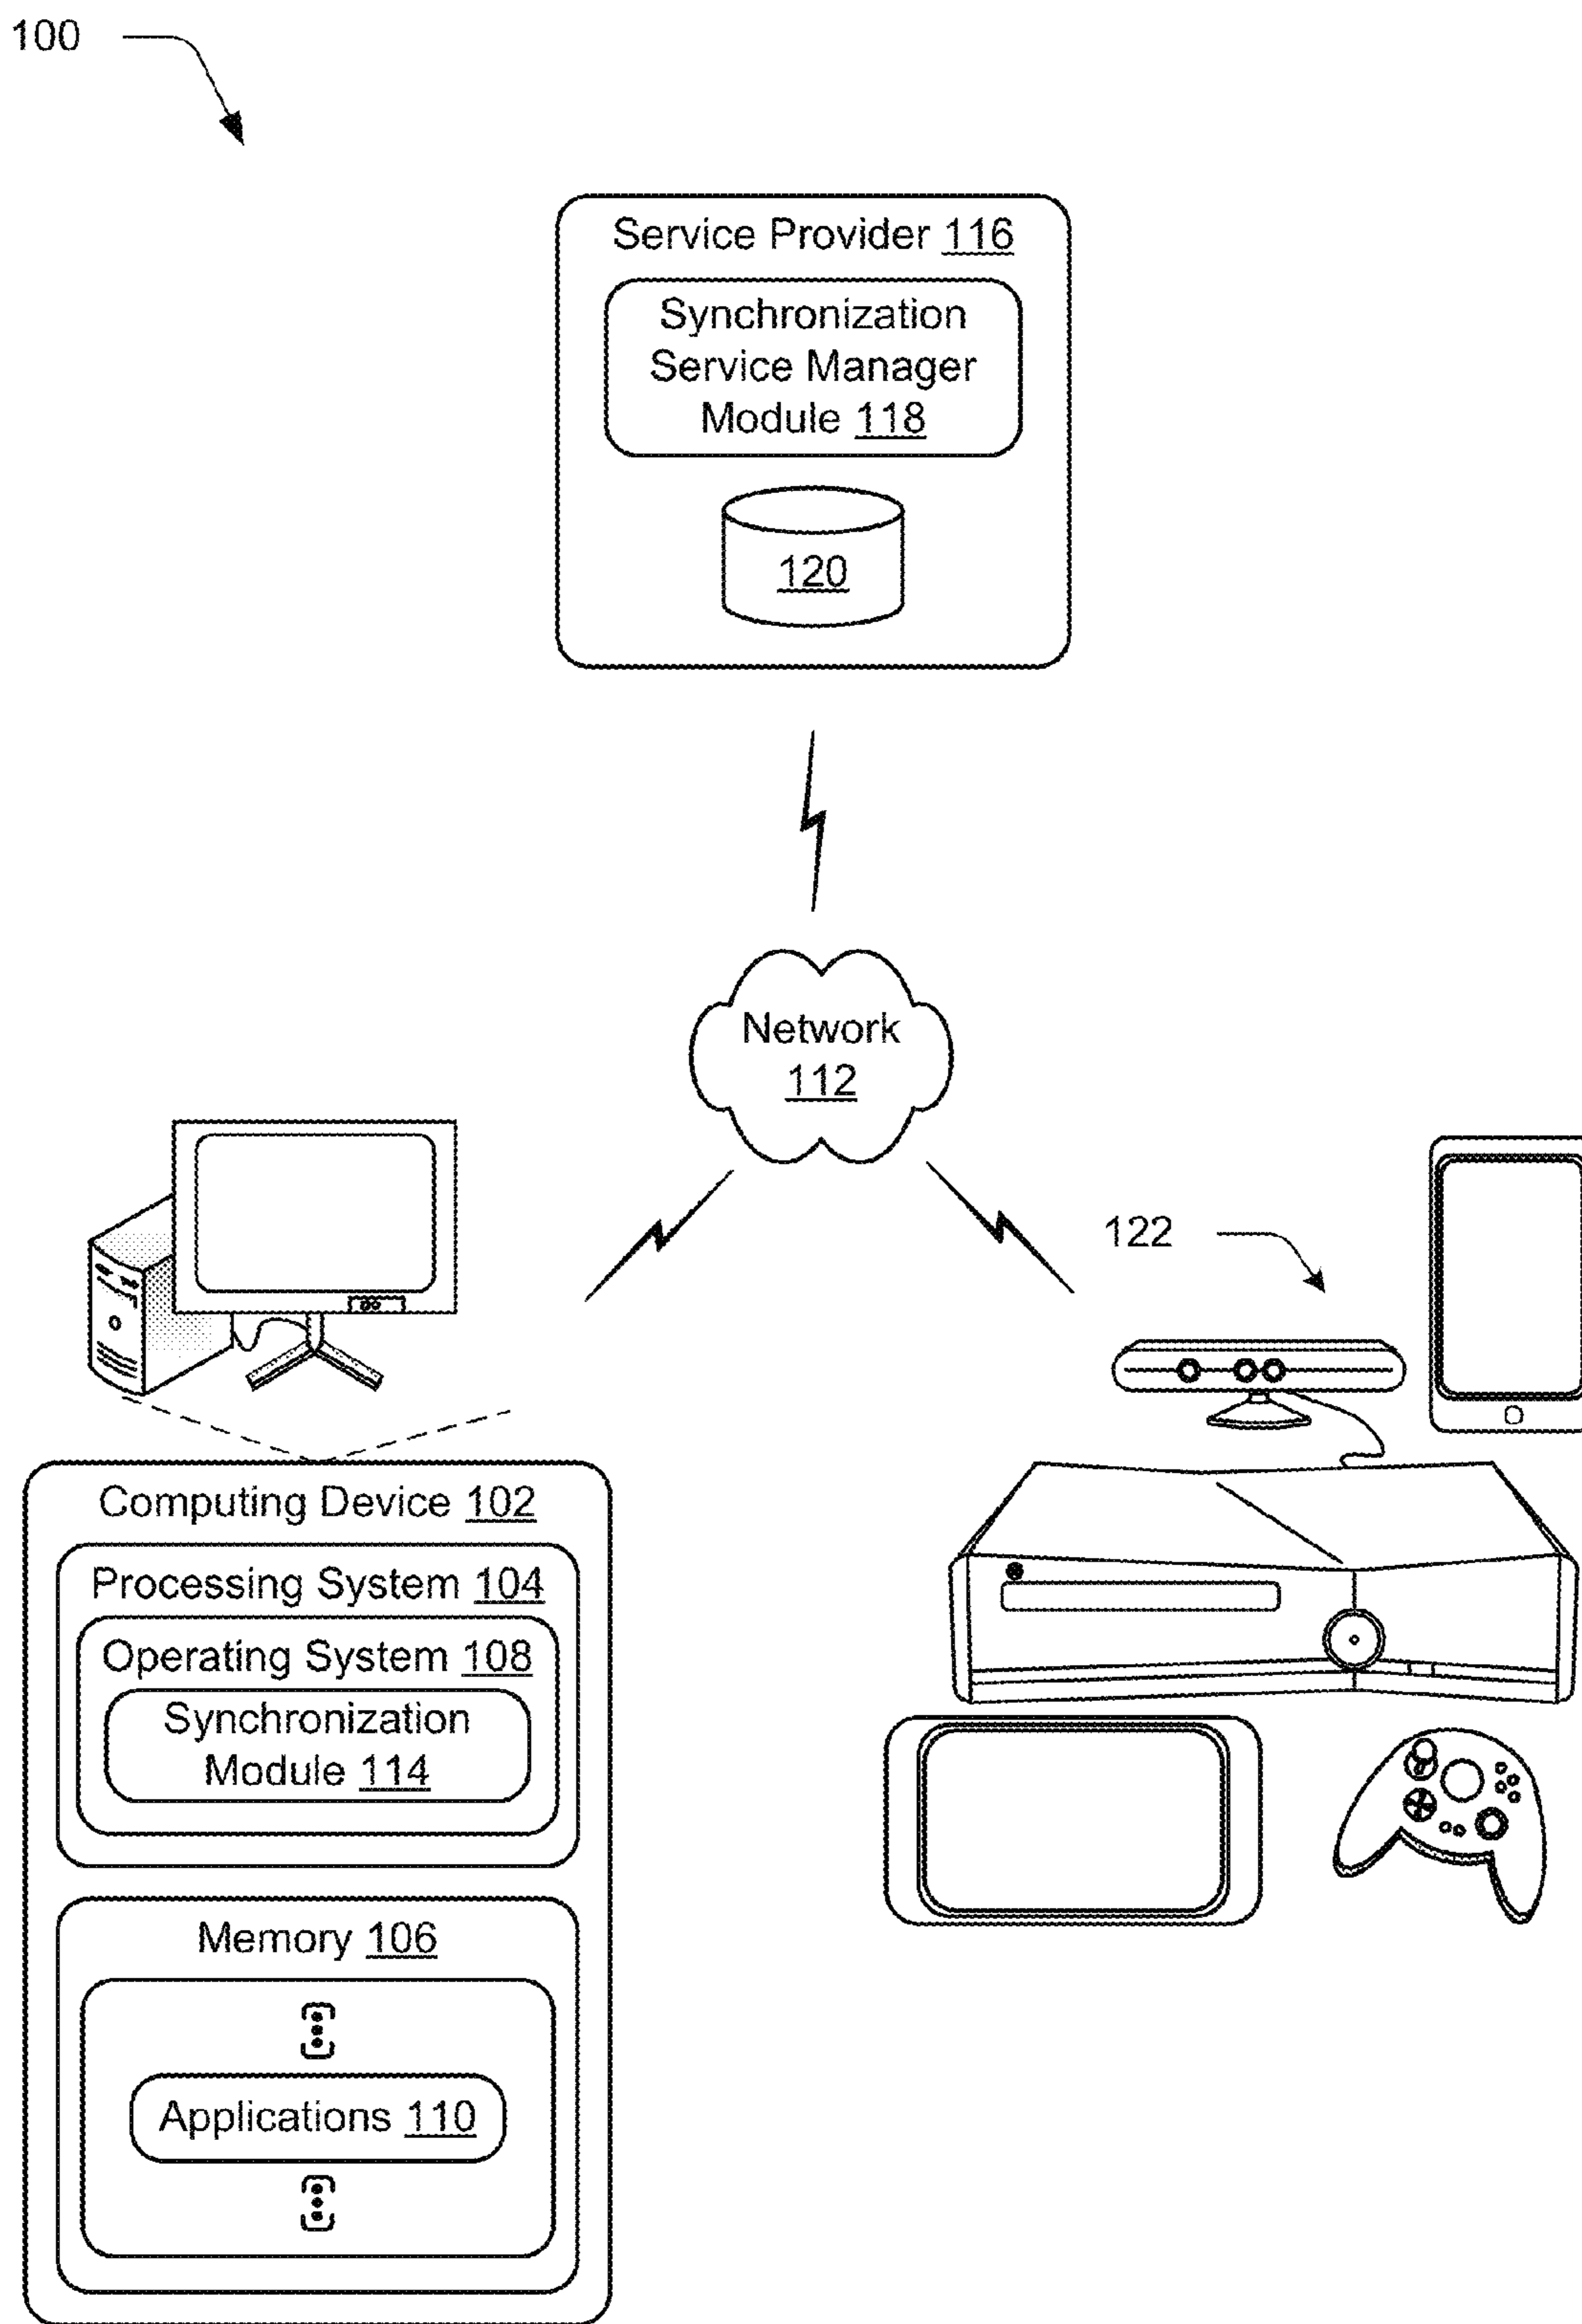 100
Service Provider 116
Synchronization
Service Manager
Module 118
120
Network
112
122
Computing Device 102
Processing System 104
Operating System 108
Synchronization
Module 114
Memory 106
Applications 110